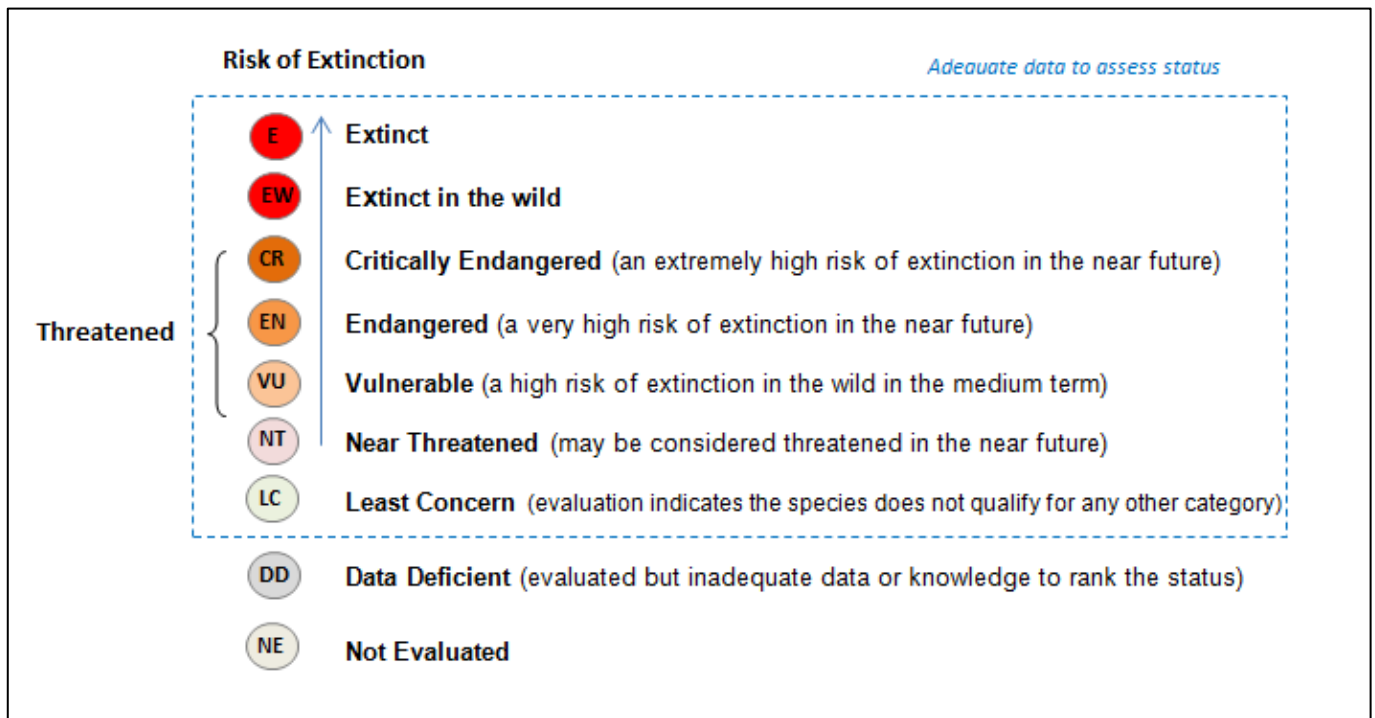 Risk of Extinction
Adeauate data to assess status
E Extinct
EW Extinct in the wild
CR Critically Endangered (an extremely high risk of extinction in the near future)
EN Endangered (a very high risk of extinction in the near future)
Threatened
VU Vulnerable (a high risk of extinction in the wild in the medium term)
NT Near Threatened (may be considered threatened in the near future)
LC Least Concern (evaluation indicates the species does not qualify for any other category)
DD Data Deficient (evaluated but inadequate data or knowledge to rank the status)
NE Not Evaluated